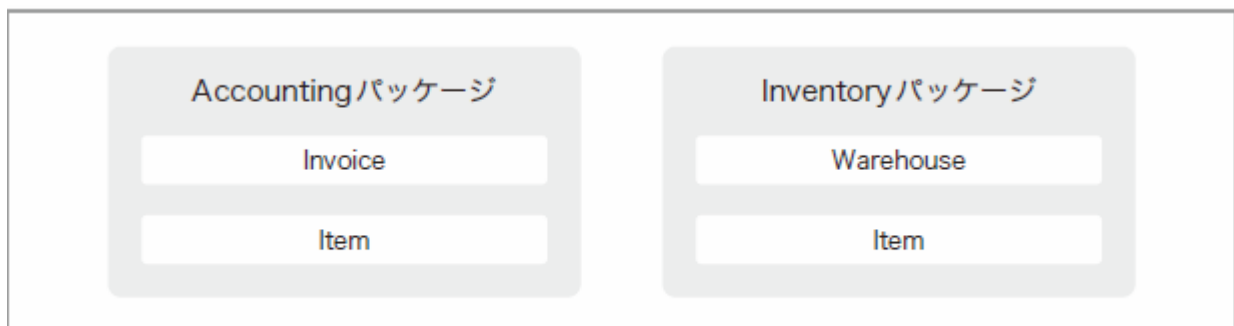 Accountingパッケージ
Invoice
Item
Inventoryパッケージ
Warehouse
Item